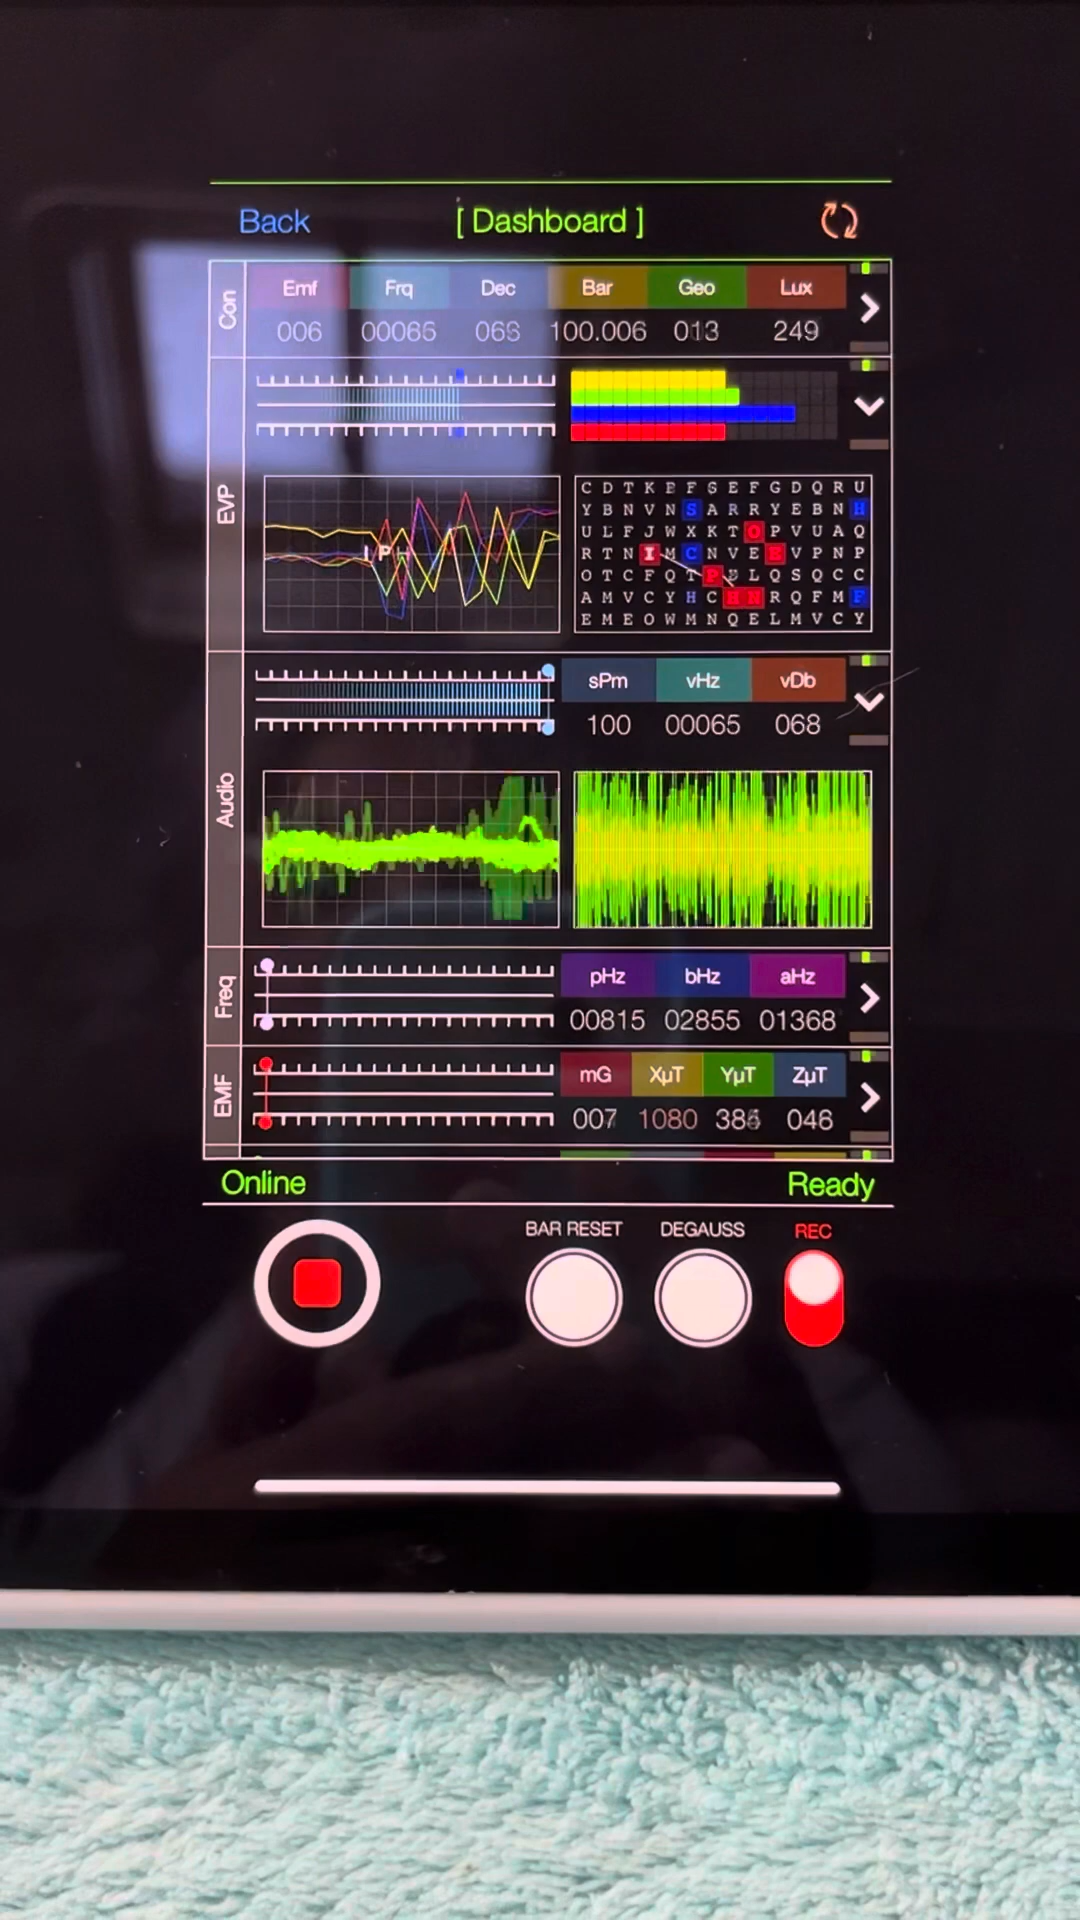 Back [ Dashboard ]
Con
Emf Frq Dec Bar Geo Lux
006 00065 100.006 013 249
EVP
I P H
C D T K E F S E F G D Q R U
Y B N V N S A R R Y E B N H
U L F J W X K T O P V U A Q
R T N I M C N V E E V P N P
O T C F Q T P E L Q S Q C C
A M V C Y H C H N R Q F M F
E M E O W M N Q E L M V C Y
Audio
sPm vHz vDb
100 00065 068
Freq
pHz bHz aHz
00815 02855 01368
EMF
mG XµT YµT ZµT
007 1080 046
Online Ready
BAR RESET DEGAUSS REC